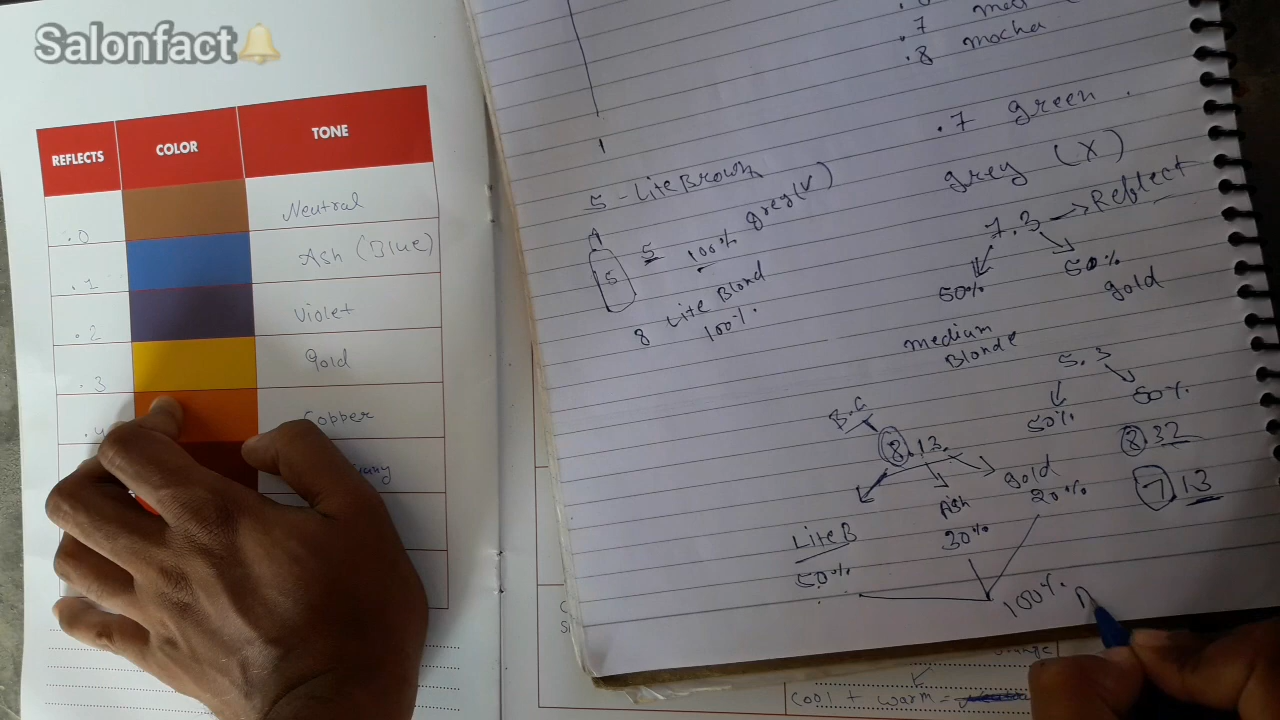 Salonfact
REFLECTS COLOR TONE
.0 Neutral
.1 Ash (Blue)
.2 Violet
.3 gold
.4 Copper
.7
.8 mocha
1
.7 green .
5 - Lite Brown
grey (X)
5 5 100% grey (√)
7.3 → Reflect
50% 50%
gold
8 Lite Blond
100%.
medium
Blonde
5.3
50% 50%.
B.C
8.13.
8.32
7.13
Lite B
50%
Ash
30%
gold
20%
100%.
Cool + warm =